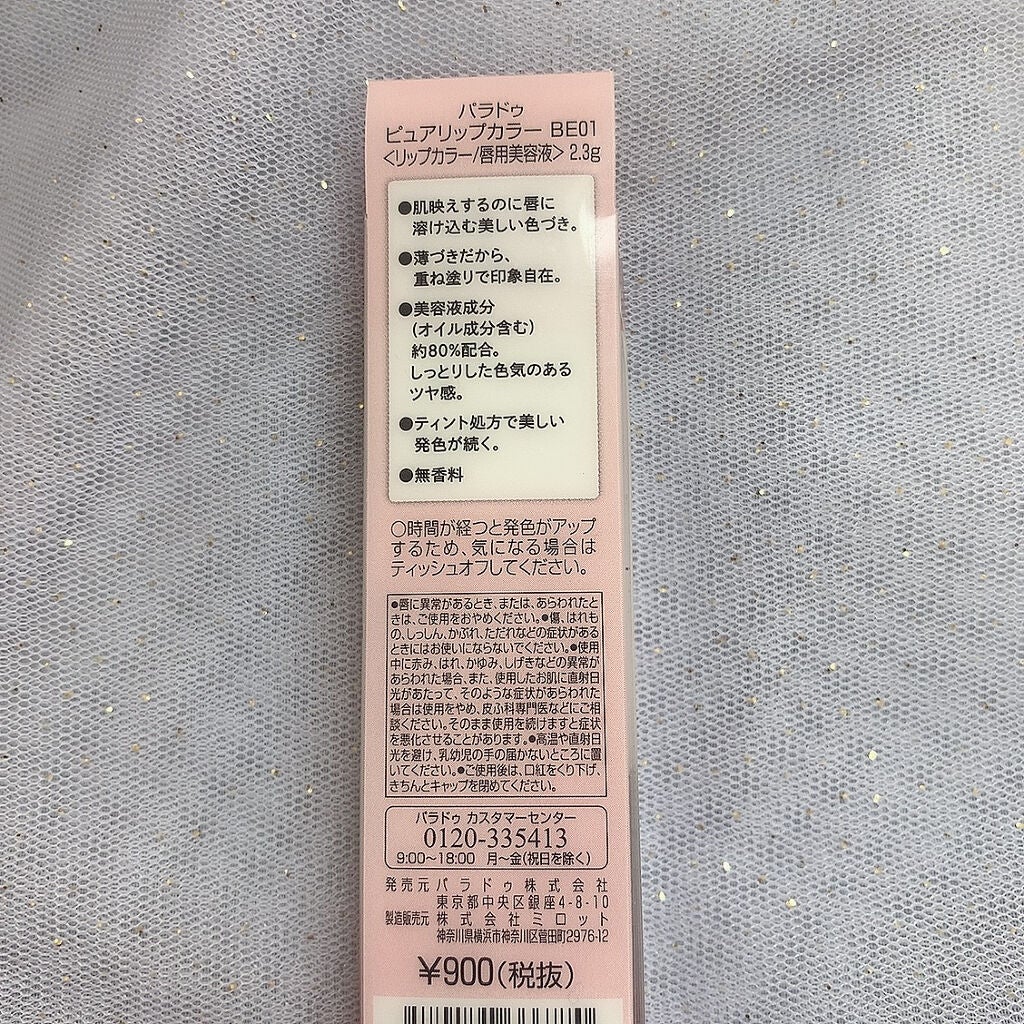 パラドゥ
ピュアリップカラー BE01
<リップカラー/唇用美容液> 2.3g
●肌映えするのに唇に
溶け込む美しい色づき。
●薄づきだから、
重ね塗りで印象自在。
●美容液成分
(オイル成分含む)
約80%配合。
しっとりした色気のある
ツヤ感。
●ティント処方で美しい
発色が続く。
●無香料
○時間が経つと発色がアップ
するため、気になる場合は
ティッシュオフしてください。
●唇に異常があるとき、または、あらわれたと
きは、ご使用をおやめください。●傷、はれも
の、しっしん、かぶれ、ただれなどの症状がある
ときにはお使いにならないでください。●使用
中に赤み、はれ、かゆみ、しげきなどの異常が
あらわれた場合、また、使用したお肌に直射日
光があたって、そのような症状があらわれた
場合は使用をやめ、皮ふ科専門医などにご相
談ください。そのまま使用を続けますと症状
を悪化させることがあります。●高温や直射日
光を避け、乳幼児の手の届かないところに置
いてください。●ご使用後は、口紅をくり下げ、
きちんとキャップを閉めてください。
パラドゥ カスタマーセンター
0120-335413
9:00～18:00 月～金(祝日を除く)
発売元 パラドゥ株式会社
東京都中央区銀座4-8-10
製造販売元 株式会社ミロット
神奈川県横浜市神奈川区菅田町2976-12
¥900(税抜)